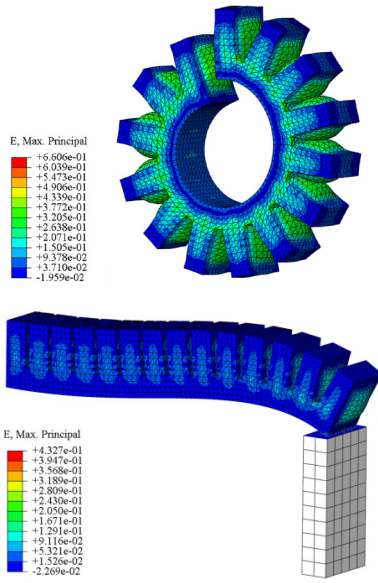 E, Max. Principal
+6.606e-01
+6.039e-01
+5.473e-01
+4.906e-01
+4.339e-01
+3.772e-01
+3.205e-01
+2.638e-01
+2.071e-01
+1.505e-01
+9.378e-02
+3.710e-02
-1.959e-02
E, Max. Principal
+4.327e-01
+3.947e-01
+3.568e-01
+3.189e-01
+2.809e-01
+2.430e-01
+2.050e-01
+1.671e-01
+1.291e-01
+9.116e-02
+5.321e-02
+1.526e-02
-2.269e-02